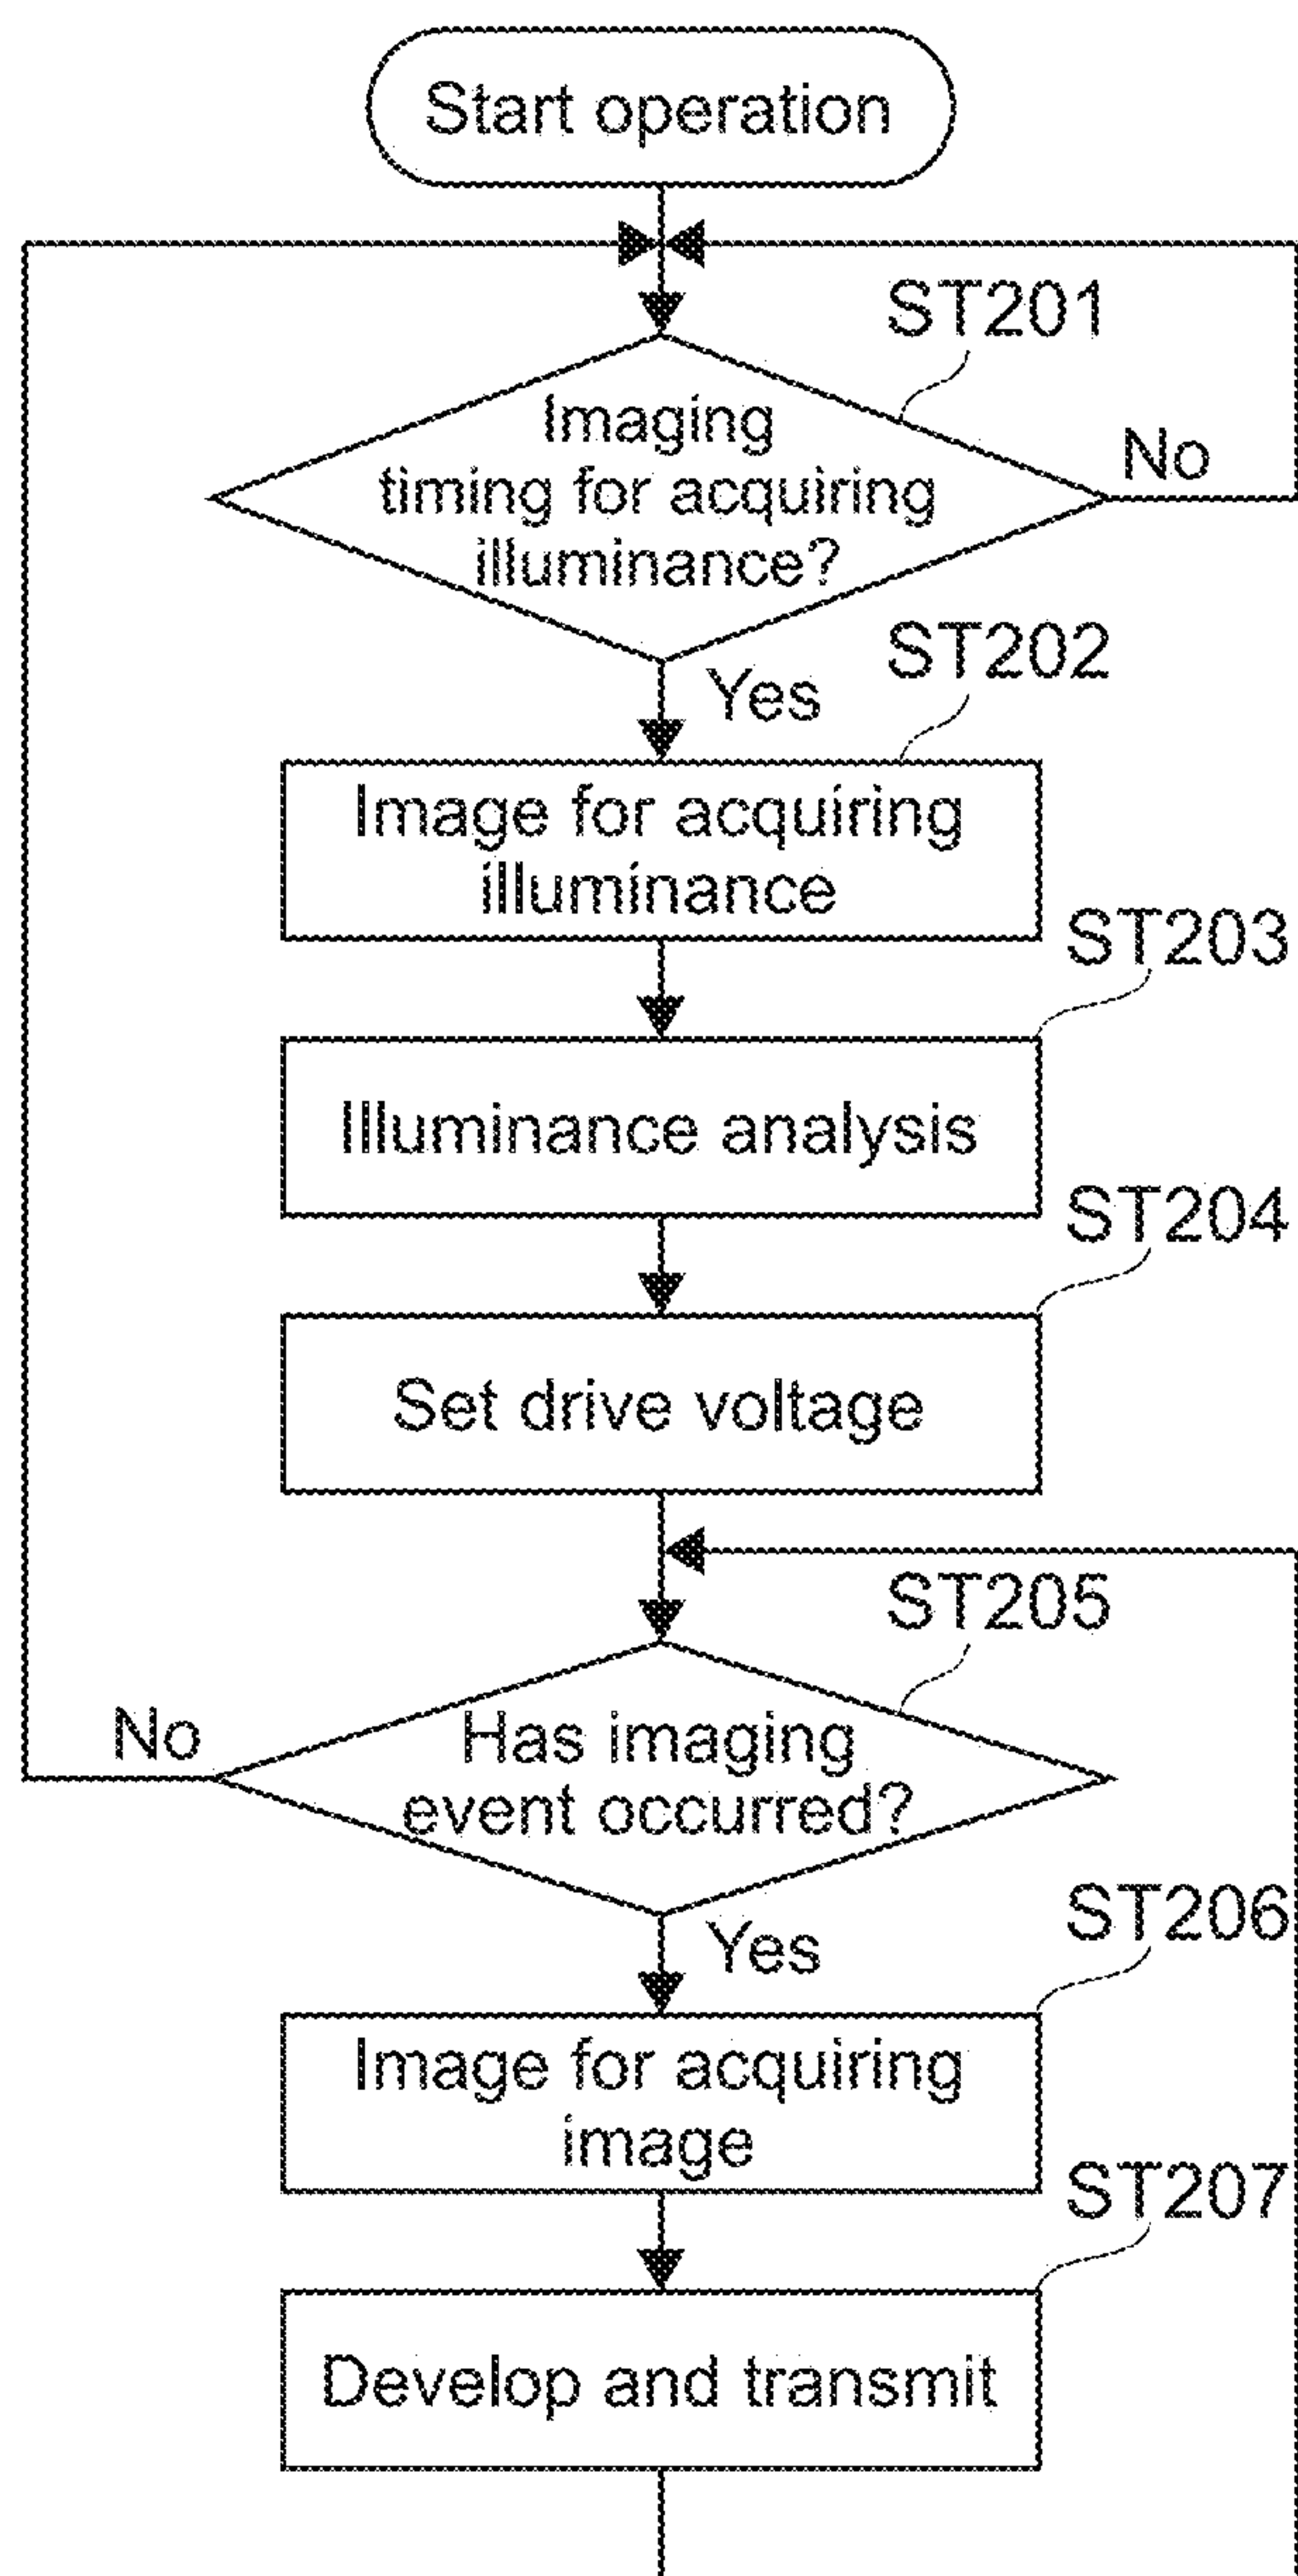 Start operation
ST201
Imaging
timing for acquiring
illuminance?
No
Yes
ST202
Image for acquiring
illuminance
ST203
Illuminance analysis
ST204
Set drive voltage
ST205
Has imaging
event occurred?
No
Yes
ST206
Image for acquiring
image
ST207
Develop and transmit